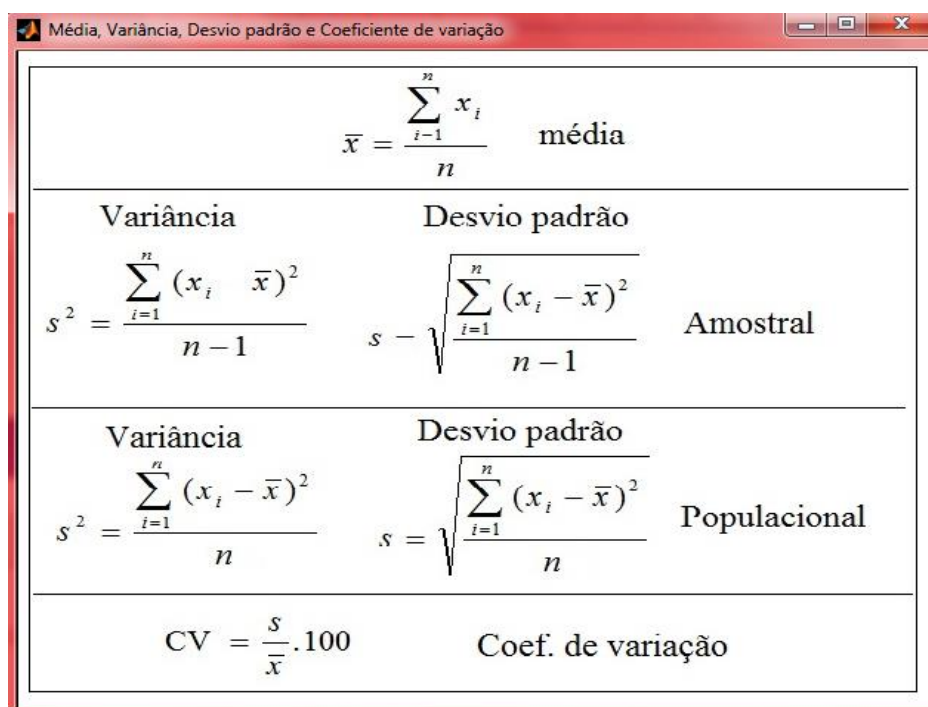 Média, Variância, Desvio padrão e Coeficiente de variação
x̄ = ∑_{i-1}^{n} x_i / n média
Variância Desvio padrão
s² = ∑_{i=1}^{n} (x_i x̄)² / n − 1 s − √(∑_{i=1}^{n} (x_i − x̄)² / n − 1) Amostral
Variância Desvio padrão
s² = ∑_{i=1}^{n} (x_i − x̄)² / n s = √(∑_{i=1}^{n} (x_i − x̄)² / n) Populacional
CV = s / x̄ .100 Coef. de variação